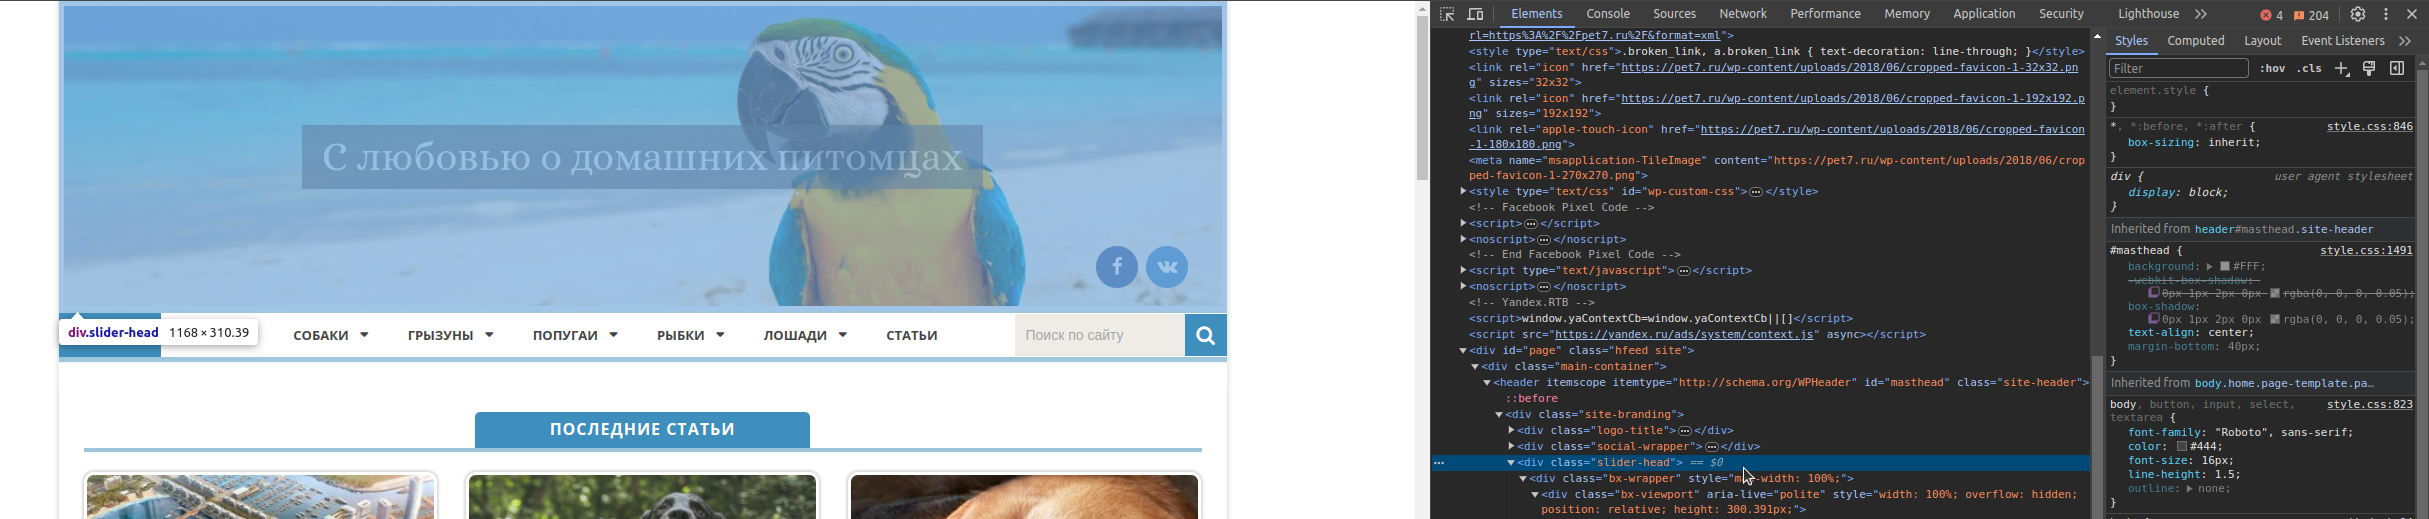 С любовью о домашних питомцах
div.slider-head 1168 × 310.39
СОБАКИ ГРЫЗУНЫ ПОПУГАИ РЫБКИ ЛОШАДИ СТАТЬИ Поиск по сайту
ПОСЛЕДНИЕ СТАТЬИ
Elements Console Sources Network Performance Memory Application Security Lighthouse 4 204
rl=https%3A%2F%2Fpet7.ru%2F&format=xml">
<style type="text/css">.broken_link, a.broken_link { text-decoration: line-through; }</style>
<link rel="icon" href="https://pet7.ru/wp-content/uploads/2018/06/cropped-favicon-1-32x32.pn
g" sizes="32x32">
<link rel="icon" href="https://pet7.ru/wp-content/uploads/2018/06/cropped-favicon-1-192x192.p
ng" sizes="192x192">
<link rel="apple-touch-icon" href="https://pet7.ru/wp-content/uploads/2018/06/cropped-favicon
-1-180x180.png">
<meta name="msapplication-TileImage" content="https://pet7.ru/wp-content/uploads/2018/06/crop
ped-favicon-1-270x270.png">
<style type="text/css" id="wp-custom-css"></style>
<!-- Facebook Pixel Code -->
<script></script>
<noscript></noscript>
<!-- End Facebook Pixel Code -->
<script type="text/javascript"></script>
<noscript></noscript>
<!-- Yandex.RTB -->
<script>window.yaContextCb=window.yaContextCb||[]</script>
<script src="https://yandex.ru/ads/system/context.js" async></script>
<div id="page" class="hfeed site">
<div class="main-container">
<header itemscope itemtype="http://schema.org/WPHeader" id="masthead" class="site-header">
::before
<div class="site-branding">
<div class="logo-title"></div>
<div class="social-wrapper"></div>
<div class="slider-head"> == $0
<div class="bx-wrapper" style="max-width: 100%;">
<div class="bx-viewport" aria-live="polite" style="width: 100%; overflow: hidden;
position: relative; height: 300.391px;">
Styles Computed Layout Event Listeners
Filter :hov .cls
element.style {
}
*, *:before, *:after { style.css:846
box-sizing: inherit;
}
div { user agent stylesheet
display: block;
}
Inherited from header#masthead.site-header
#masthead { style.css:1491
background: #FFF;
-webkit-box-shadow:
0px 1px 2px 0px rgba(0, 0, 0, 0.05);
box-shadow:
0px 1px 2px 0px rgba(0, 0, 0, 0.05);
text-align: center;
margin-bottom: 40px;
}
Inherited from body.home.page-template.pa…
body, button, input, select, style.css:823
textarea {
font-family: "Roboto", sans-serif;
color: #444;
font-size: 16px;
line-height: 1.5;
outline: none;
}